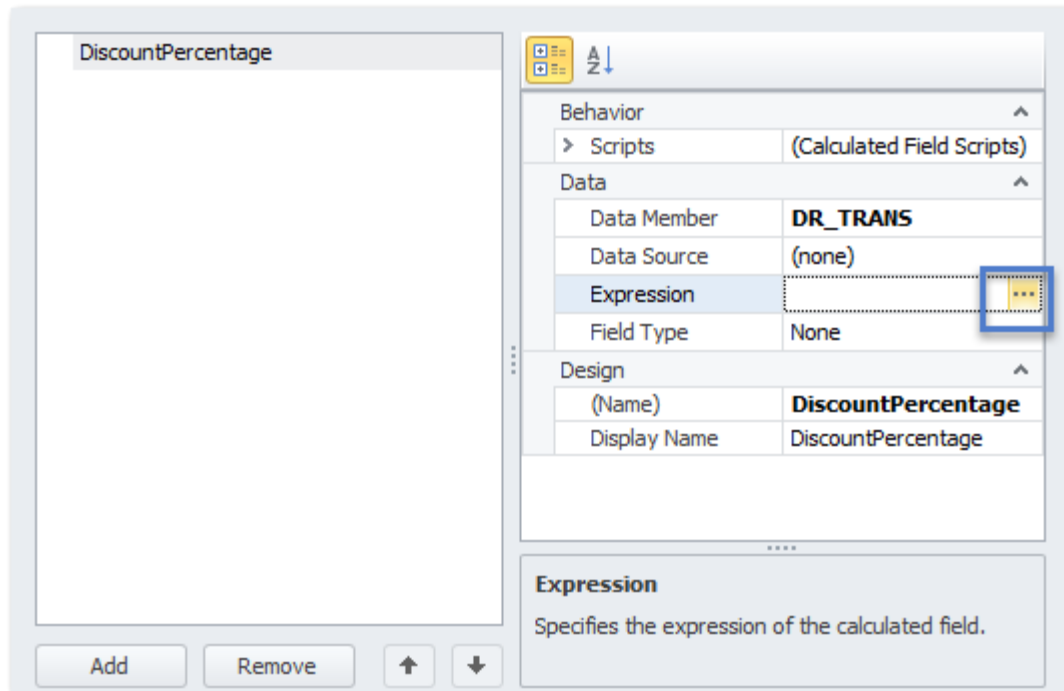 DiscountPercentage
Behavior
Scripts (Calculated Field Scripts)
Data
Data Member DR_TRANS
Data Source (none)
Expression ...
Field Type None
Design
(Name) DiscountPercentage
Display Name DiscountPercentage
Expression
Specifies the expression of the calculated field.
Add Remove